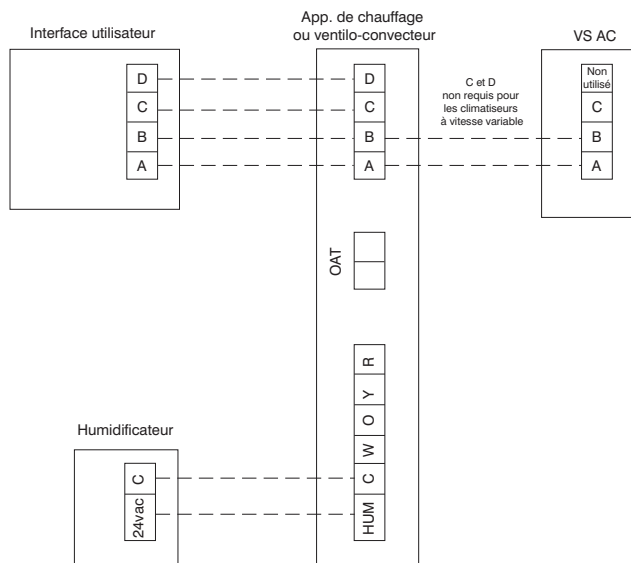 Interface utilisateur
App. de chauffage
ou ventilo-convecteur
VS AC
D
C
B
A
D
C
B
A
C et D
non requis pour
les climatiseurs
à vitesse variable
Non
utilisé
C
B
A
OAT
R
Y
O
W
C
HUM
Humidificateur
C
24vac